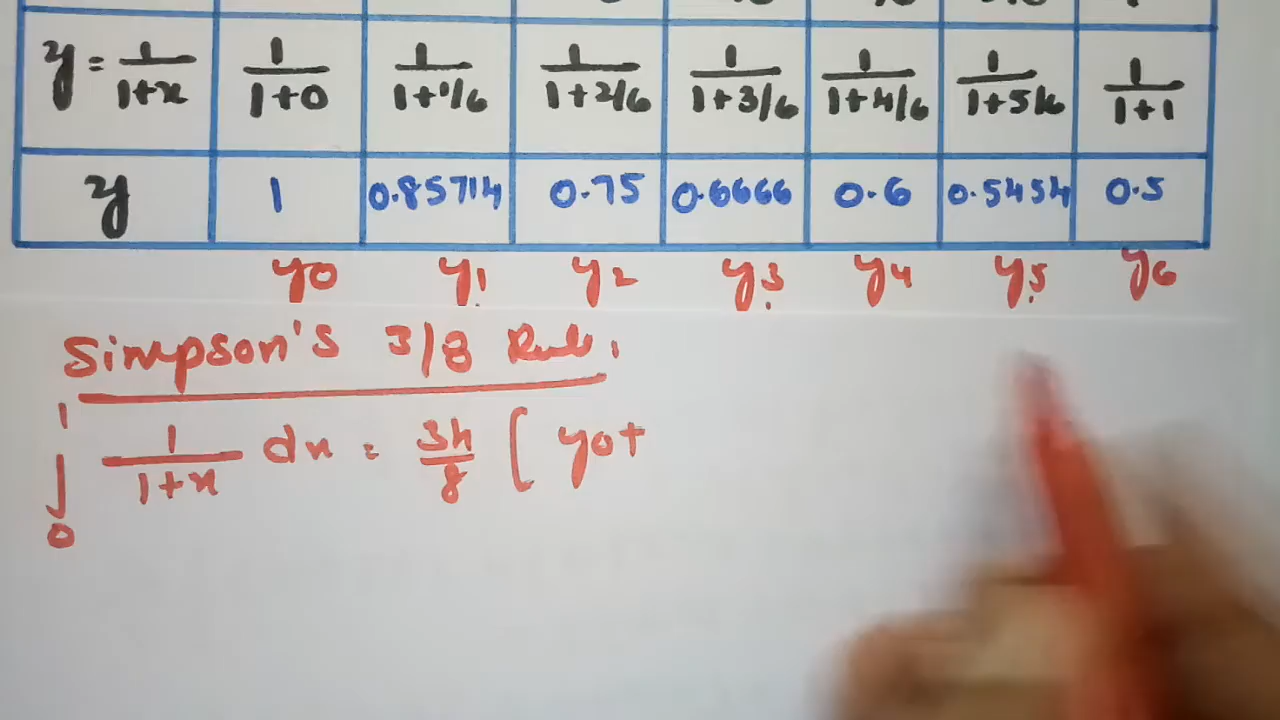 y = 1/1+x 1/1+0 1/1+1/6 1/1+2/6 1/1+3/6 1/1+4/6 1/1+5/6 1/1+1
y 1 0.85714 0.75 0.6666 0.6 0.5454 0.5
y0 y1 y2 y3 y4 y5 y6
Simpson's 3/8 Rule.
∫₀¹ 1/1+x dx = 3h/8 [ y0+